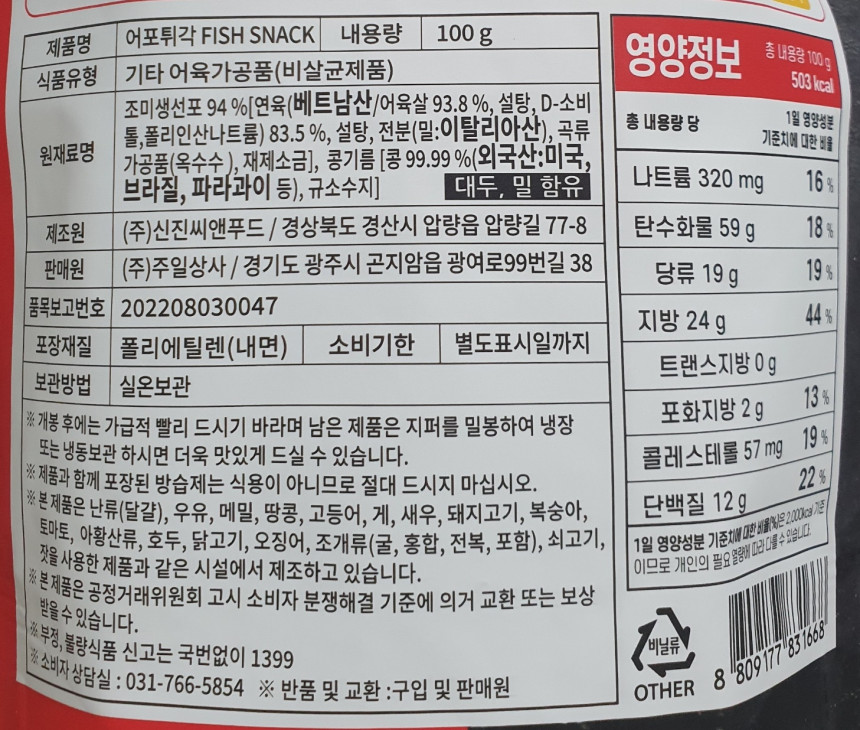 제품명 어포튀각 FISH SNACK 내용량 100 g
식품유형 기타 어육가공품(비살균제품)
원재료명 조미생선포 94 %[연육(베트남산/어육살 93.8 %, 설탕, D-소비
톨,폴리인산나트륨) 83.5 %, 설탕, 전분(밀:이탈리아산), 곡류
가공품(옥수수), 재제소금], 콩기름 [콩 99.99 %(외국산:미국,
브라질, 파라과이 등), 규소수지]
대두, 밀 함유
제조원 (주)신진씨앤푸드 / 경상북도 경산시 압량읍 압량길 77-8
판매원 (주)주일상사 / 경기도 광주시 곤지암읍 광여로99번길 38
품목보고번호 202208030047
포장재질 폴리에틸렌(내면) 소비기한 별도표시일까지
보관방법 실온보관
※ 개봉 후에는 가급적 빨리 드시기 바라며 남은 제품은 지퍼를 밀봉하여 냉장
또는 냉동보관 하시면 더욱 맛있게 드실 수 있습니다.
※ 제품과 함께 포장된 방습제는 식용이 아니므로 절대 드시지 마십시오.
※ 본 제품은 난류(달걀), 우유, 메밀, 땅콩, 고등어, 게, 새우, 돼지고기, 복숭아,
토마토, 아황산류, 호두, 닭고기, 오징어, 조개류(굴, 홍합, 전복, 포함), 쇠고기,
잣을 사용한 제품과 같은 시설에서 제조하고 있습니다.
※ 본 제품은 공정거래위원회 고시 소비자 분쟁해결 기준에 의거 교환 또는 보상
받을 수 있습니다.
※ 부정, 불량식품 신고는 국번없이 1399
※ 소비자 상담실 : 031-766-5854 ※ 반품 및 교환 :구입 및 판매원
영양정보 총 내용량 100 g
503 kcal
총 내용량 당 1일 영양성분
기준치에 대한 비율
나트륨 320 mg 16 %
탄수화물 59 g 18 %
당류 19 g 19 %
지방 24 g 44 %
트랜스지방 0 g
포화지방 2 g 13 %
콜레스테롤 57 mg 19 %
단백질 12 g 22 %
1일 영양성분 기준치에 대한 비율(%)은 2,000kcal 기준
이므로 개인의 필요 열량에 따라 다를 수 있습니다.
비닐류
OTHER
8 809177 831668